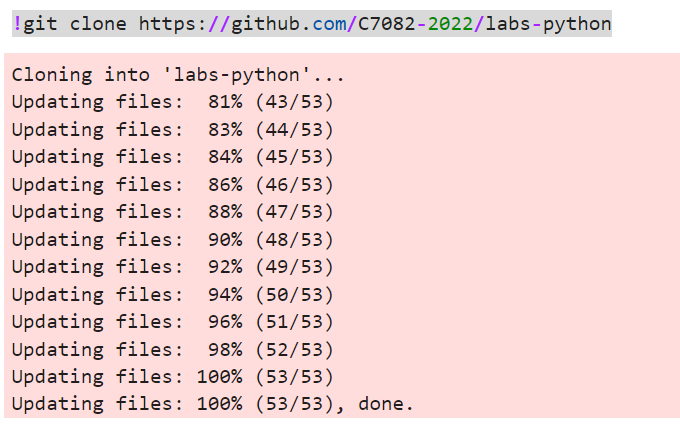 !git clone https://github.com/C7082-2022/labs-python
Cloning into 'labs-python'...
Updating files:  81% (43/53)
Updating files:  83% (44/53)
Updating files:  84% (45/53)
Updating files:  86% (46/53)
Updating files:  88% (47/53)
Updating files:  90% (48/53)
Updating files:  92% (49/53)
Updating files:  94% (50/53)
Updating files:  96% (51/53)
Updating files:  98% (52/53)
Updating files: 100% (53/53)
Updating files: 100% (53/53), done.